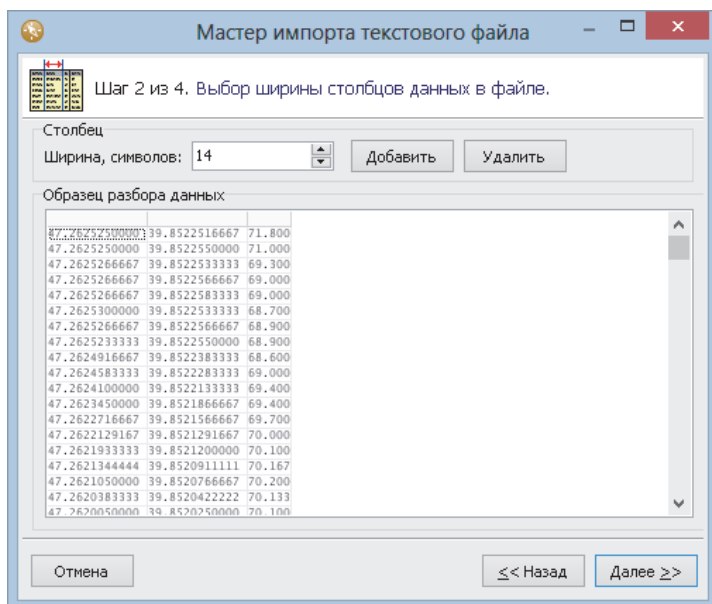 Мастер импорта текстового файла
Шаг 2 из 4. Выбор ширины столбцов данных в файле.
Столбец
Ширина, символов: 14 Добавить Удалить
Образец разбора данных
47.2625250000 39.8522516667 71.800
47.2625250000 39.8522550000 71.000
47.2625266667 39.8522533333 69.300
47.2625266667 39.8522566667 69.000
47.2625266667 39.8522583333 69.000
47.2625300000 39.8522533333 68.700
47.2625266667 39.8522566667 68.900
47.2625233333 39.8522550000 68.900
47.2624916667 39.8522383333 68.600
47.2624583333 39.8522283333 69.000
47.2624100000 39.8522133333 69.400
47.2623450000 39.8521866667 69.400
47.2622716667 39.8521566667 69.700
47.2622129167 39.8521291667 70.000
47.2621933333 39.8521200000 70.100
47.2621344444 39.8520911111 70.167
47.2621050000 39.8520766667 70.200
47.2620383333 39.8520422222 70.133
47.2620050000 39.8520250000 70.100
Отмена << Назад Далее >>